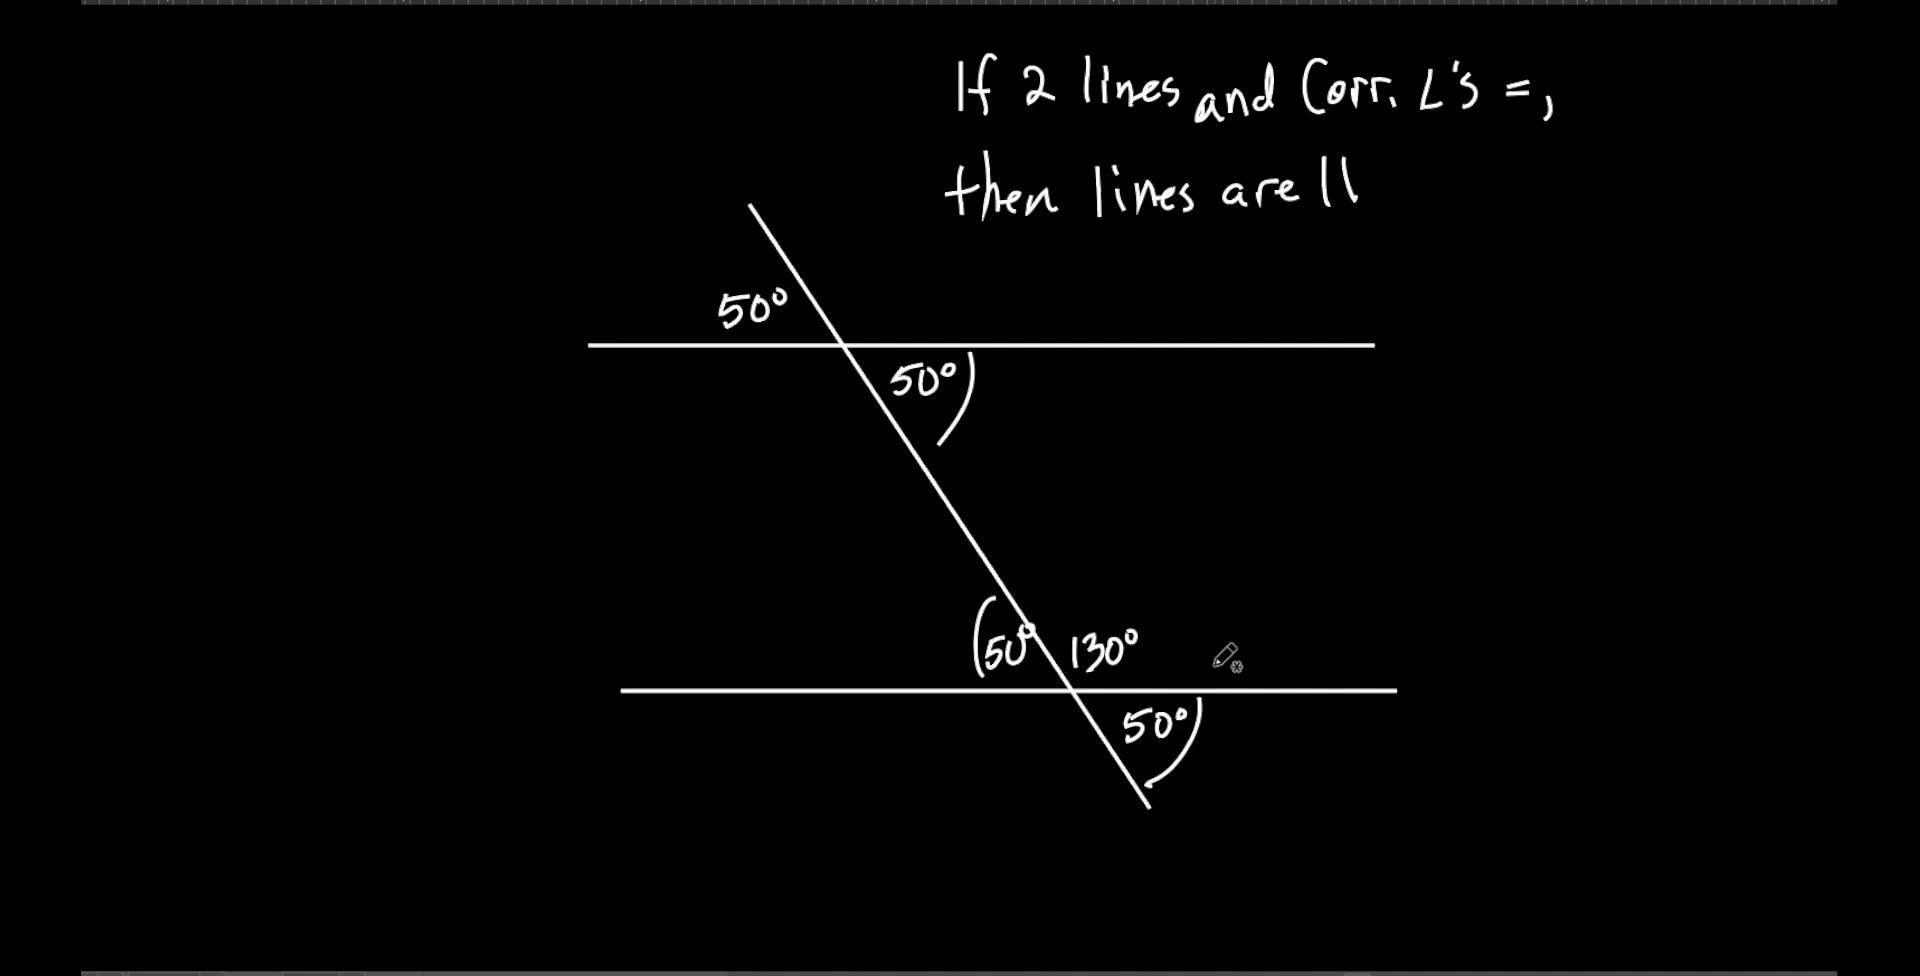 If 2 lines and Corr. ∠'s =,
then lines are ||
50°
50°
50° 130°
50°